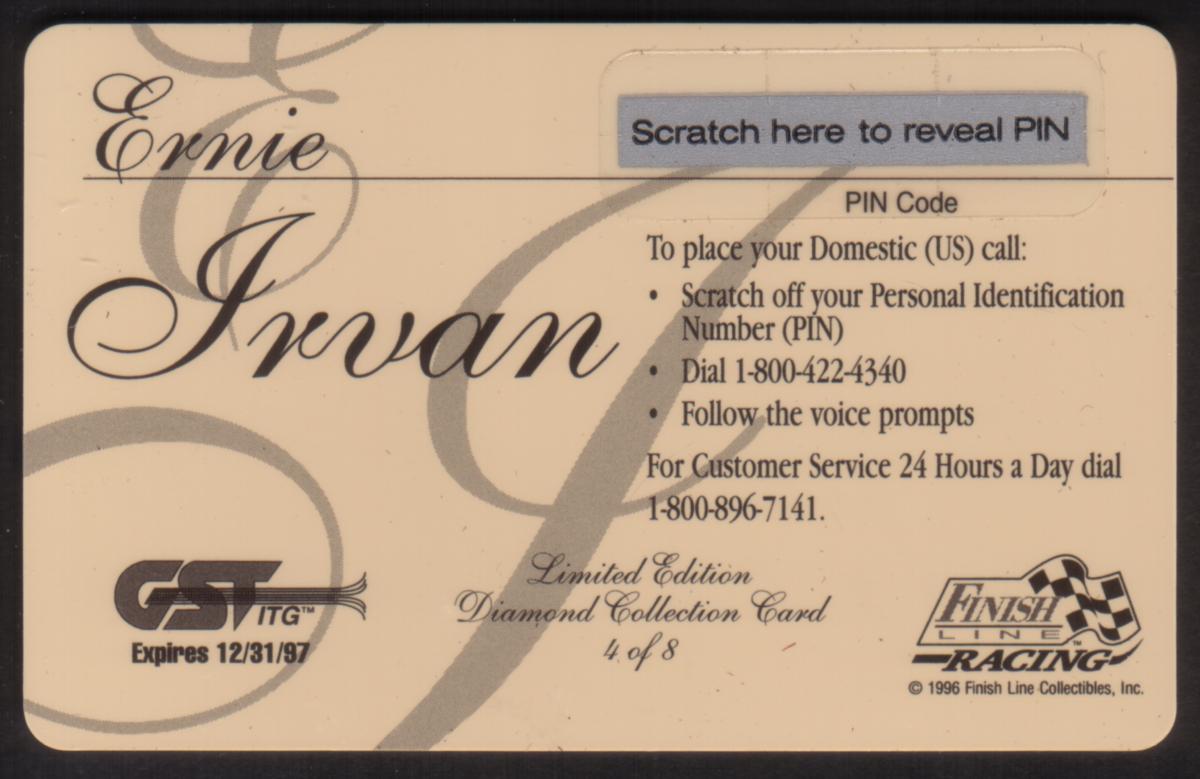 Ernie
Irvan
Scratch here to reveal PIN
PIN Code
To place your Domestic (US) call:
• Scratch off your Personal Identification
Number (PIN)
• Dial 1-800-422-4340
• Follow the voice prompts
For Customer Service 24 Hours a Day dial
1-800-896-7141.
GST ITG™
Expires 12/31/97
Limited Edition
Diamond Collection Card
4 of 8
FINISH
LINE™
RACING
© 1996 Finish Line Collectibles, Inc.